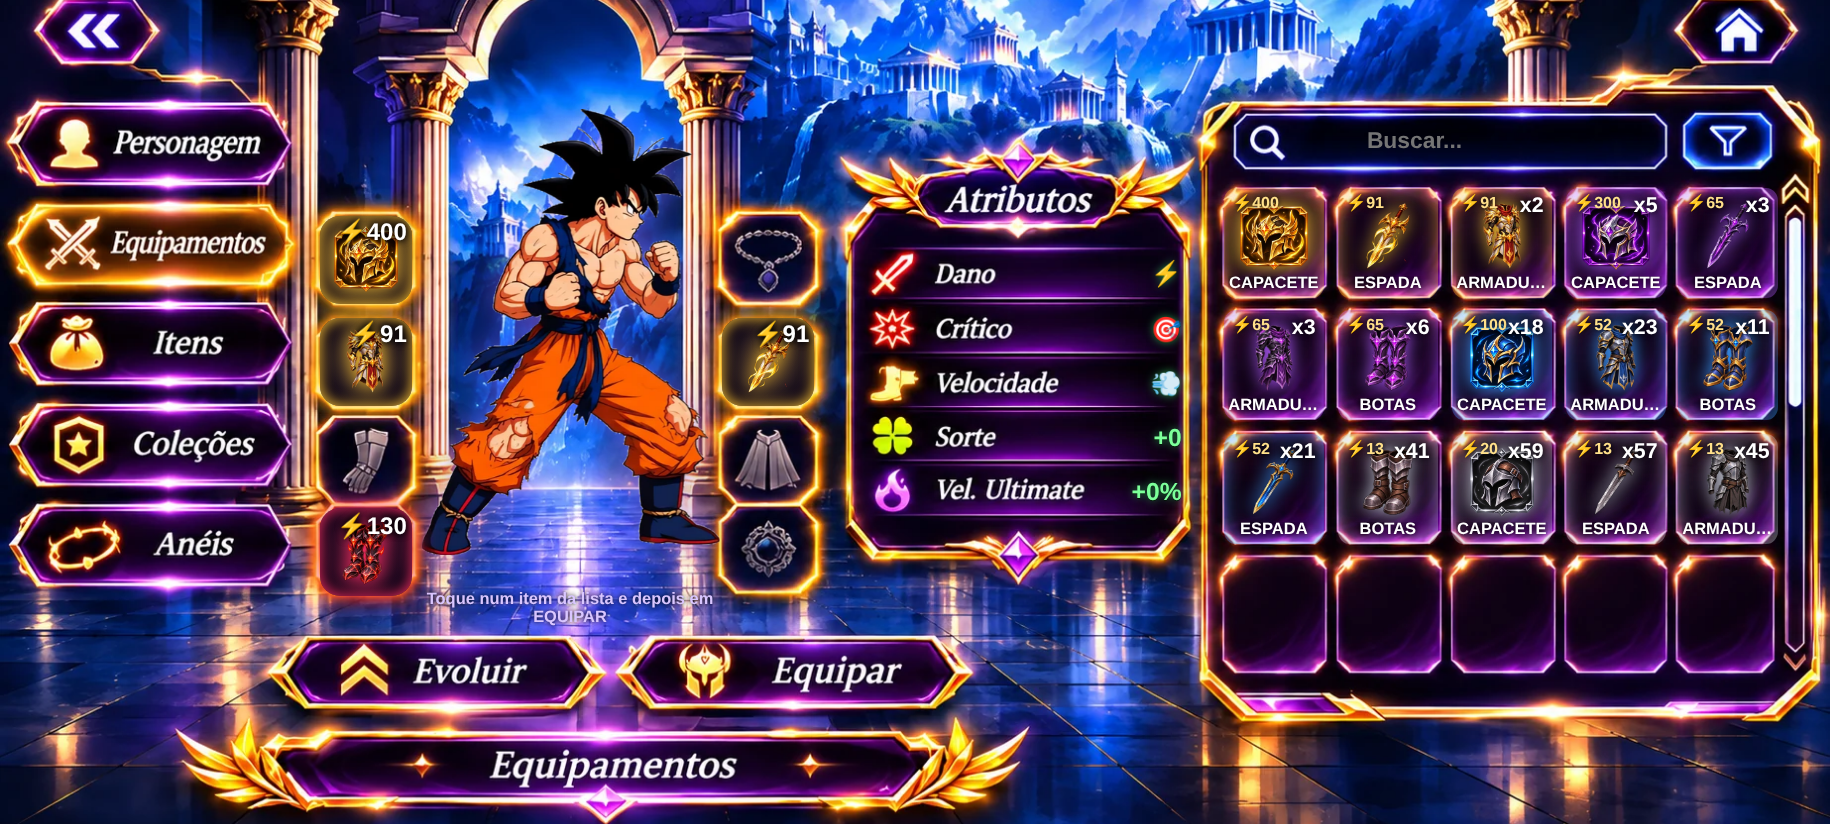 Personagem
Equipamentos
Itens
Coleções
Anéis
400
91
130
91
Toque num item da lista e depois em
EQUIPAR
Evoluir
Equipar
Equipamentos
Atributos
Dano
Crítico
Velocidade
Sorte +0
Vel. Ultimate +0%
Buscar...
400 91 91 x2 300 x5 65 x3
CAPACETE ESPADA ARMADU... CAPACETE ESPADA
65 x3 65 x6 100 x18 52 x23 52 x11
ARMADU... BOTAS CAPACETE ARMADU... BOTAS
52 x21 13 x41 20 x59 13 x57 13 x45
ESPADA BOTAS CAPACETE ESPADA ARMADU...